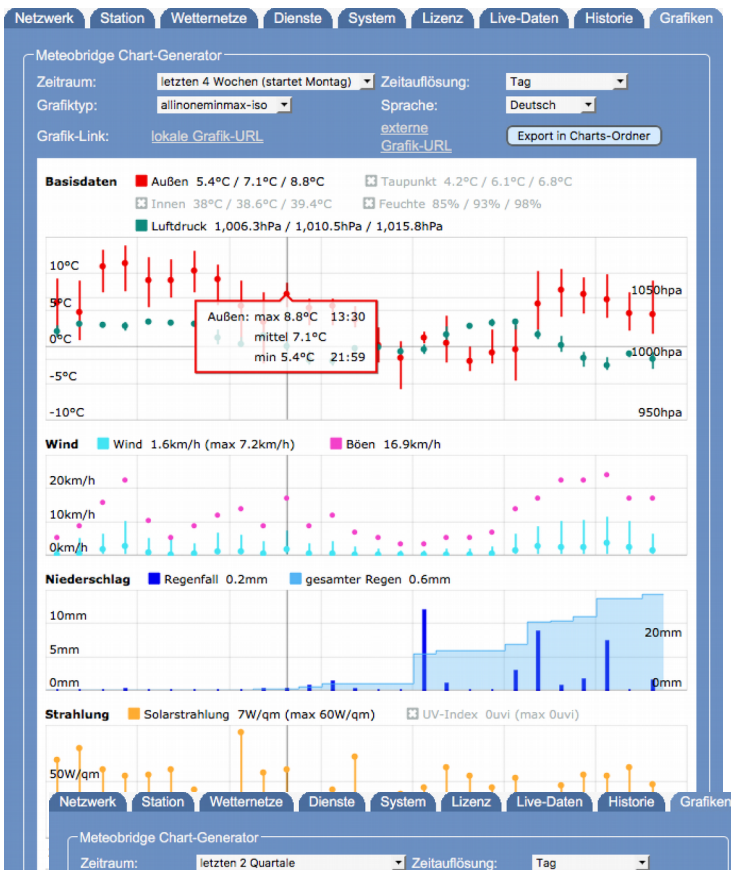 Netzwerk Station Wetternetze Dienste System Lizenz Live-Daten Historie Grafiken
Meteobridge Chart-Generator
Zeitraum: letzten 4 Wochen (startet Montag) Zeitauflösung: Tag
Grafiktyp: allinoneminmax-iso Sprache: Deutsch
Grafik-Link: lokale Grafik-URL externe Grafik-URL Export in Charts-Ordner
Basisdaten Außen 5.4°C / 7.1°C / 8.8°C Taupunkt 4.2°C / 6.1°C / 6.8°C
Innen 38°C / 38.6°C / 39.4°C Feuchte 85% / 93% / 98%
Luftdruck 1,006.3hPa / 1,010.5hPa / 1,015.8hPa
10°C
1050hpa
5°C
Außen: max 8.8°C 13:30
mittel 7.1°C
min 5.4°C 21:59
0°C 1000hpa
-5°C
-10°C 950hpa
Wind Wind 1.6km/h (max 7.2km/h) Böen 16.9km/h
20km/h
10km/h
0km/h
Niederschlag Regenfall 0.2mm gesamter Regen 0.6mm
10mm
20mm
5mm
0mm 0mm
Strahlung Solarstrahlung 7W/qm (max 60W/qm) UV-Index 0uvi (max 0uvi)
50W/qm
Netzwerk Station Wetternetze Dienste System Lizenz Live-Daten Historie Grafiken
Meteobridge Chart-Generator
Zeitraum: letzten 2 Quartale Zeitauflösung: Tag